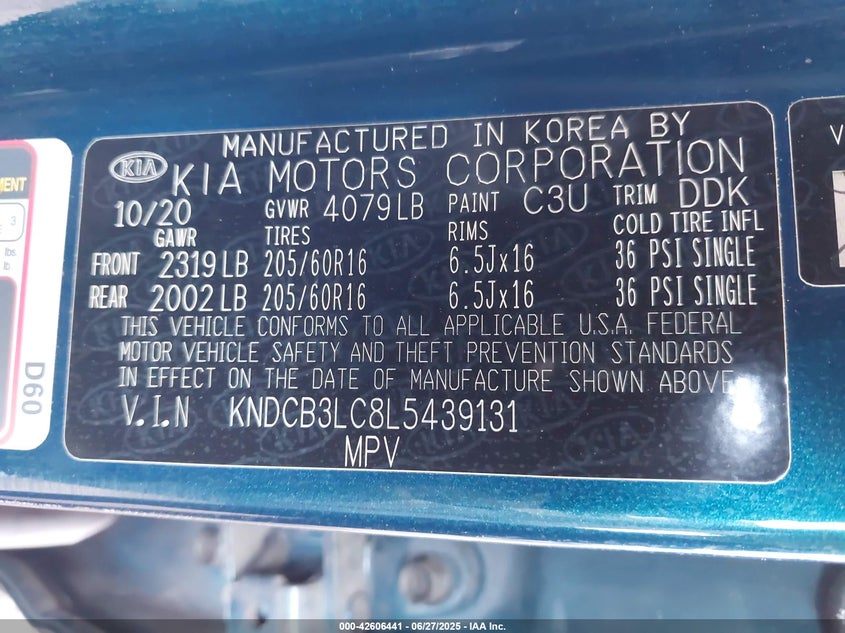 MANUFACTURED IN KOREA BY
KIA KIA MOTORS CORPORATION
10/20 GVWR 4079LB PAINT C3U TRIM DDK
GAWR TIRES RIMS COLD TIRE INFL
FRONT 2319LB 205/60R16 6.5Jx16 36 PSI SINGLE
REAR 2002LB 205/60R16 6.5Jx16 36 PSI SINGLE
THIS VEHICLE CONFORMS TO ALL APPLICABLE U.S.A. FEDERAL
MOTOR VEHICLE SAFETY AND THEFT PREVENTION STANDARDS
IN EFFECT ON THE DATE OF MANUFACTURE SHOWN ABOVE.
V.I.N KNDCB3LC8L5439131
MPV
3
lbs.
lb.
D60
V
000-42606441 - 06/27/2025 - IAA Inc.